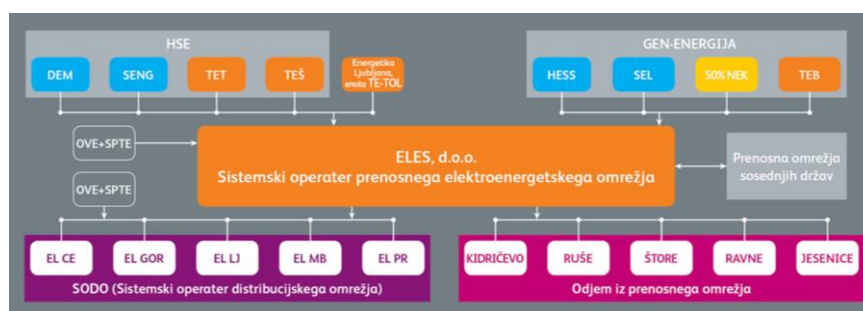 HSE
DEM
SENG
TET
TEŠ
Energetika
Ljubljana,
enota TE-TOL
GEN-ENERGIJA
HESS
SEL
50% NEK
TEB
OVE+SPTE
OVE+SPTE
ELES, d.o.o.
Sistemski operater prenosnega elektroenergetskega omrežja
Prenosna omrežja
sosednjih držav
EL CE
EL GOR
EL LJ
EL MB
EL PR
SODO (Sistemski operater distribucijskega omrežja)
KIDRIČEVO
RUŠE
ŠTORE
RAVNE
JESENICE
Odjem iz prenosnega omrežja